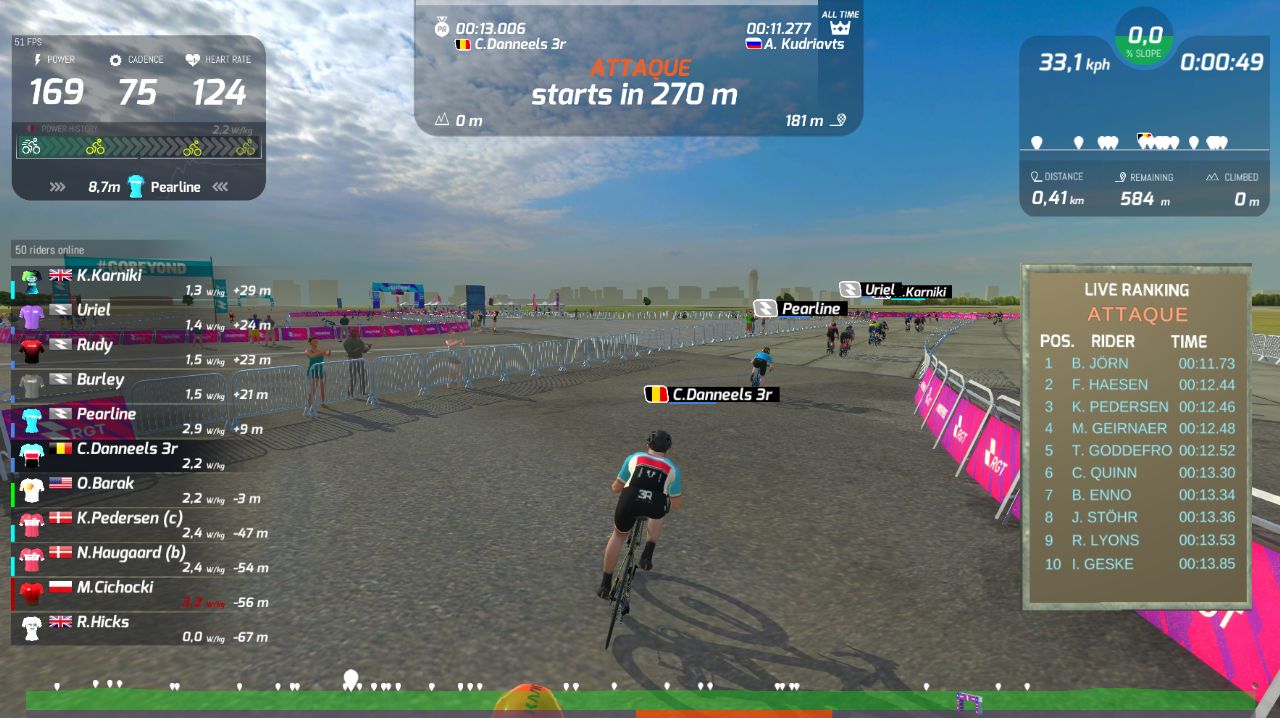 51 FPS
POWER CADENCE HEART RATE
169 75 124
POWER HISTORY 2,2 W/kg
8,7m Pearline
PR 00:13.006
C.Danneels 3r
ALL TIME
00:11.277
A. Kudriavts
ATTAQUE
starts in 270 m
0 m 181 m
0,0
% SLOPE
33,1 kph 0:00:49
DISTANCE REMAINING CLIMBED
0,41 km 584 m 0 m
50 riders online
#GOBEYOND
K.Karniki
1,3 W/kg +29 m
Uriel
1,4 W/kg +24 m
Rudy
1,5 W/kg +23 m
Burley
1,5 W/kg +21 m
Pearline
2,9 W/kg +9 m
C.Danneels 3r
2,2 W/kg
O.Barak
2,2 W/kg -3 m
K.Pedersen (c)
2,4 W/kg -47 m
N.Haugaard (b)
2,4 W/kg -54 m
M.Cichocki
3,2 W/kg -56 m
R.Hicks
0,0 W/kg -67 m
RGT
Uriel
K.Karniki
Pearline
C.Danneels 3r
3R
RGT
RGT
LIVE RANKING
ATTAQUE
POS. RIDER TIME
1 B. JÖRN 00:11.73
2 F. HAESEN 00:12.44
3 K. PEDERSEN 00:12.46
4 M. GEIRNAER 00:12.48
5 T. GODDEFRO 00:12.52
6 C. QUINN 00:13.30
7 B. ENNO 00:13.34
8 J. STÖHR 00:13.36
9 R. LYONS 00:13.53
10 I. GESKE 00:13.85
KM